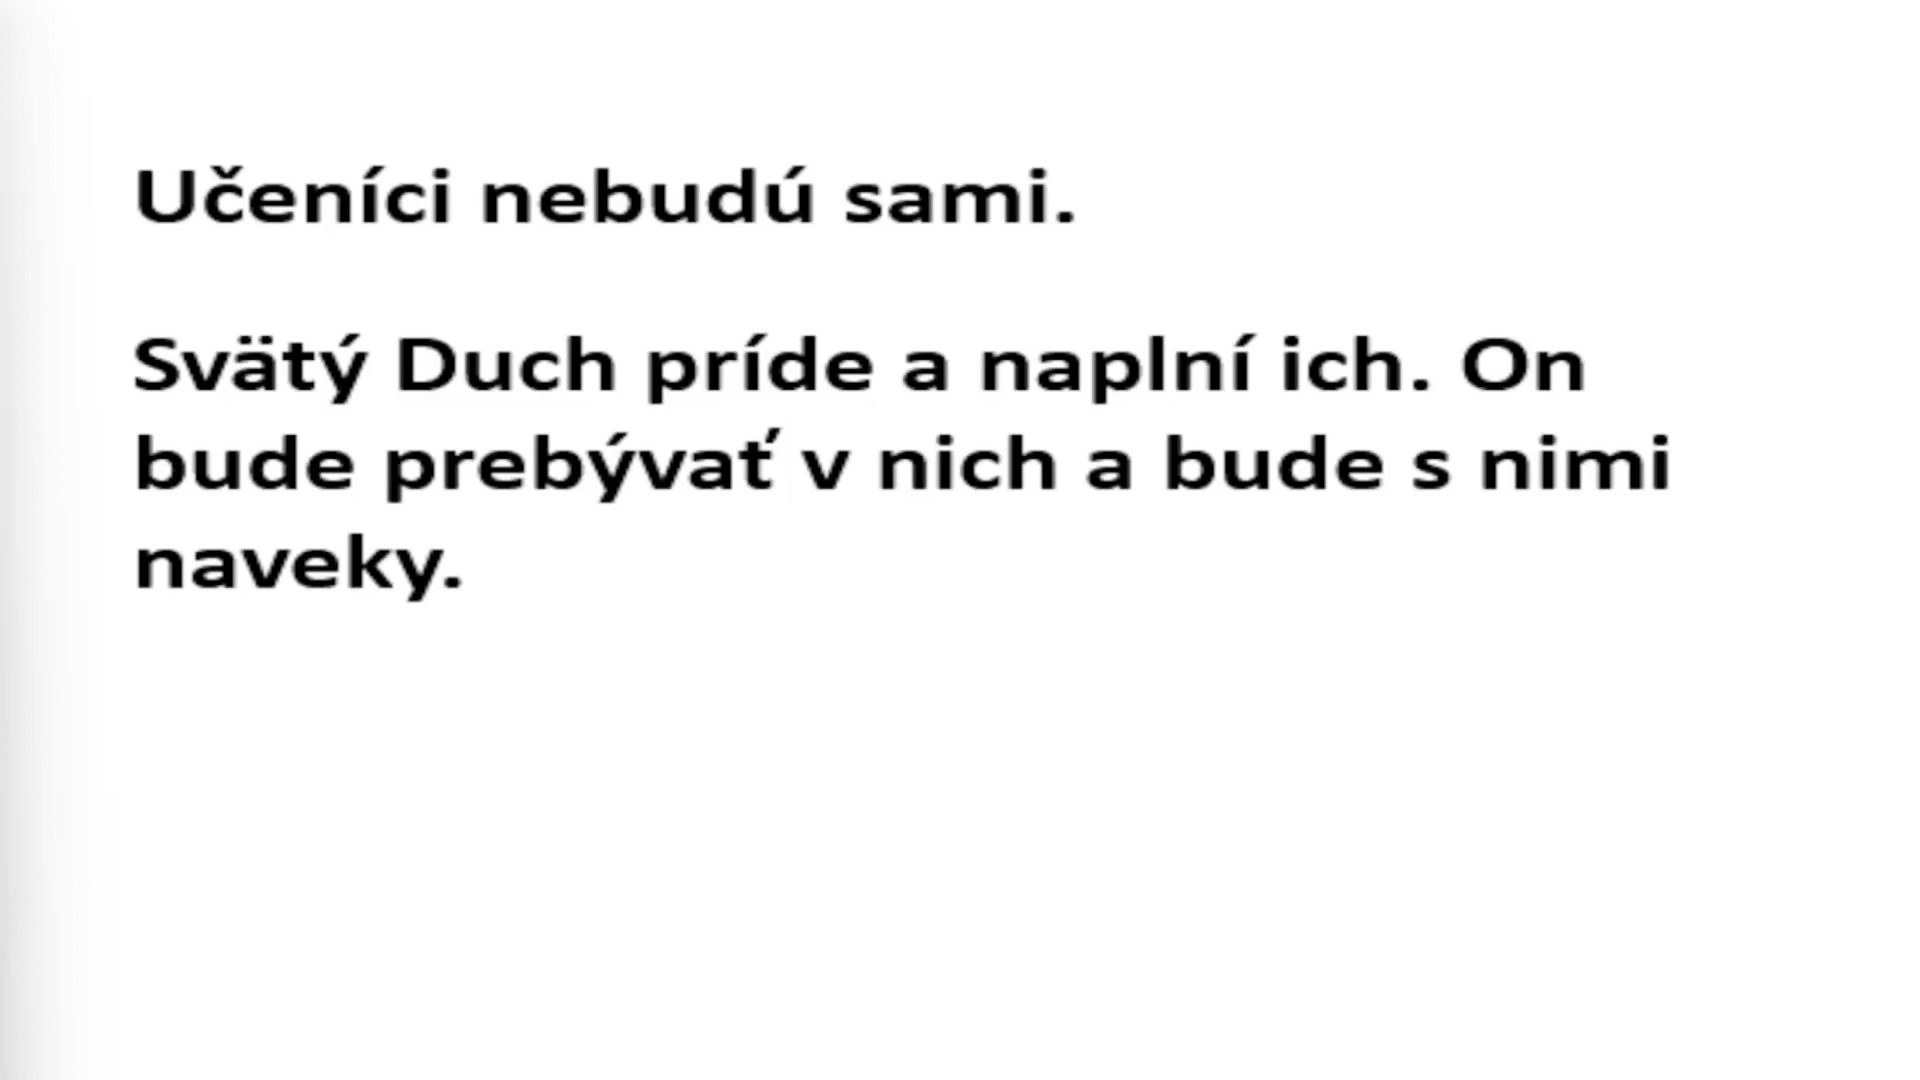 Učeníci nebudú sami.
Svätý Duch príde a naplní ich. On
bude prebývať v nich a bude s nimi
naveky.